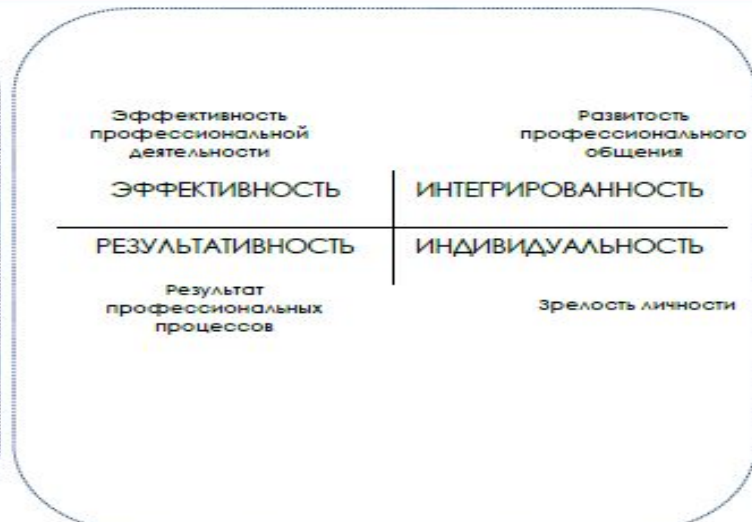 Эффективность
профессиональной
деятельности
Развитость
профессионального
общения
ЭФФЕКТИВНОСТЬ
ИНТЕГРИРОВАННОСТЬ
РЕЗУЛЬТАТИВНОСТЬ
ИНДИВИДУАЛЬНОСТЬ
Результат
профессиональных
процессов
Зрелость личности